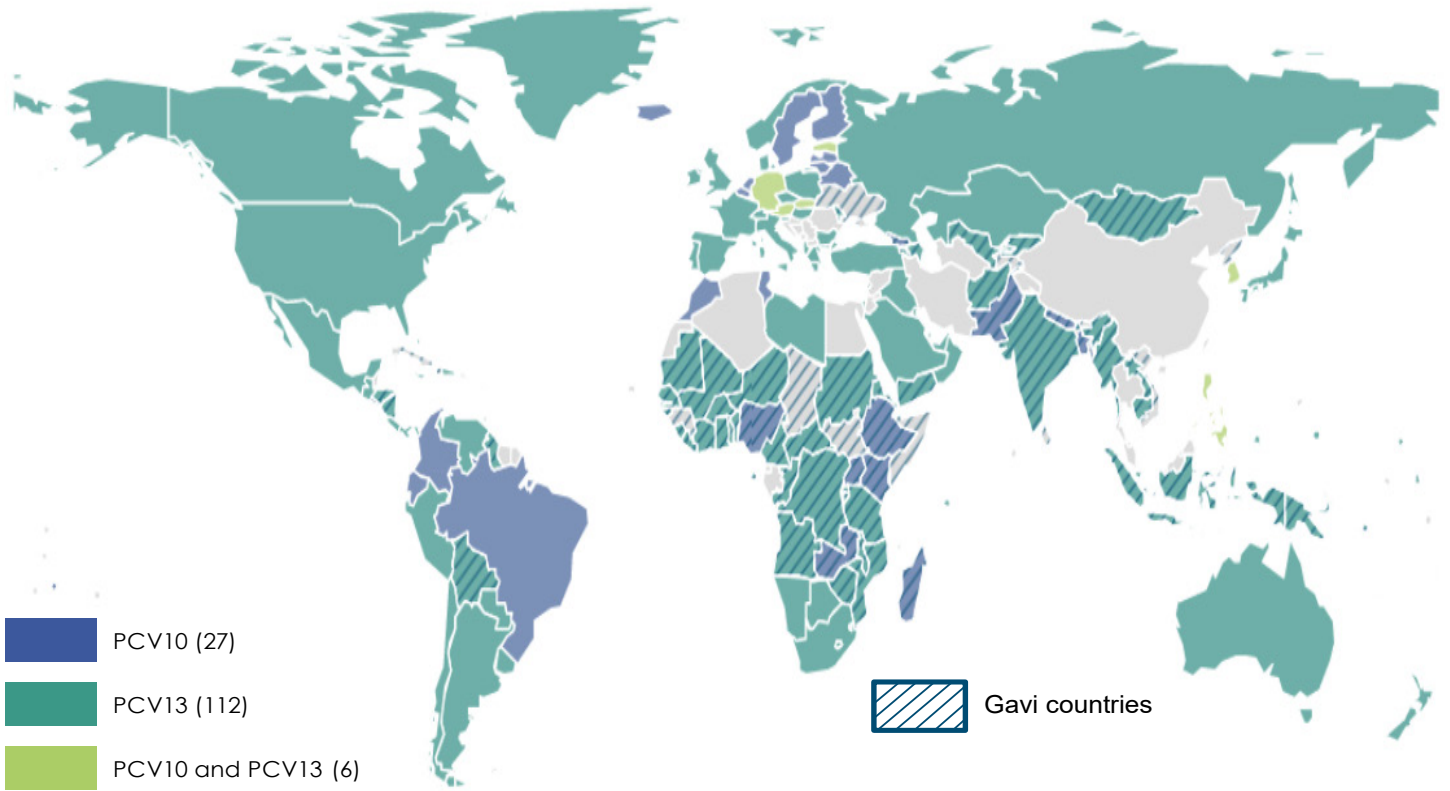 PCV10 (27)
PCV13 (112)
Gavi countries
PCV10 and PCV13 (6)